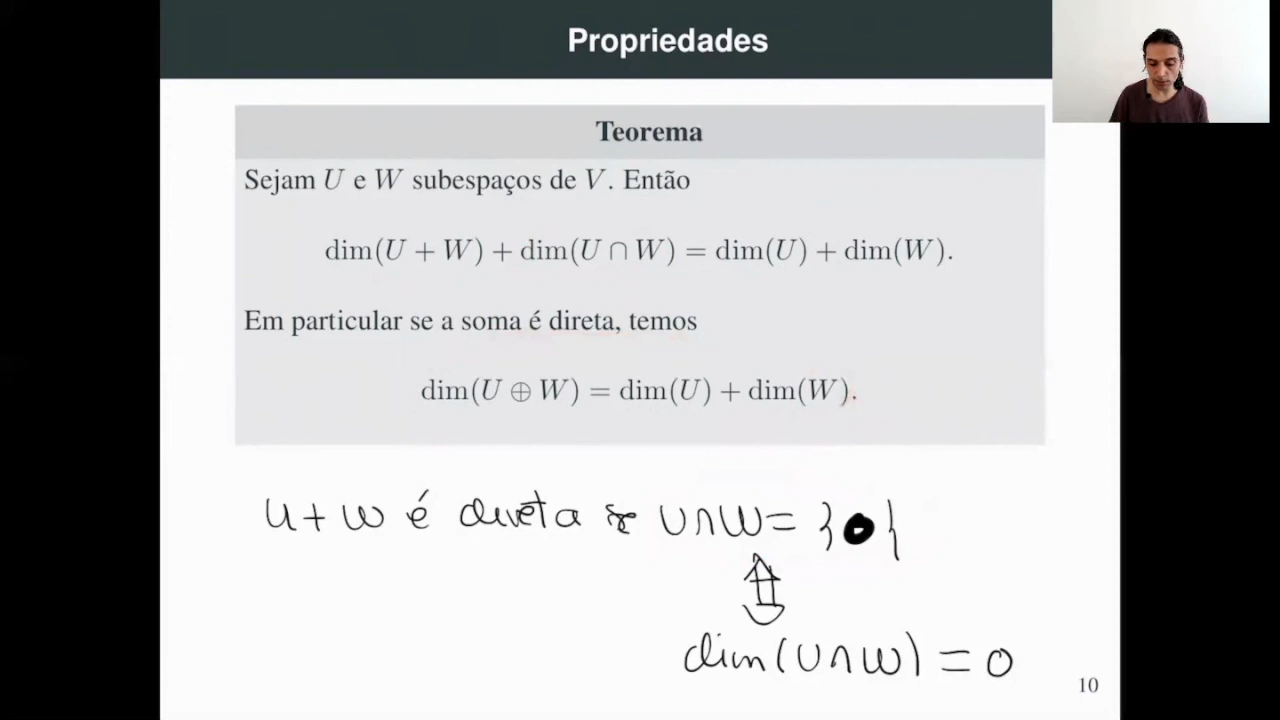 Propriedades
Teorema
Sejam U e W subespaços de V. Então
dim(U + W) + dim(U ∩ W) = dim(U) + dim(W).
Em particular se a soma é direta, temos
dim(U ⊕ W) = dim(U) + dim(W).
U + W é direta se U ∩ W = {0}
⇕
dim(U ∩ W) = 0
10